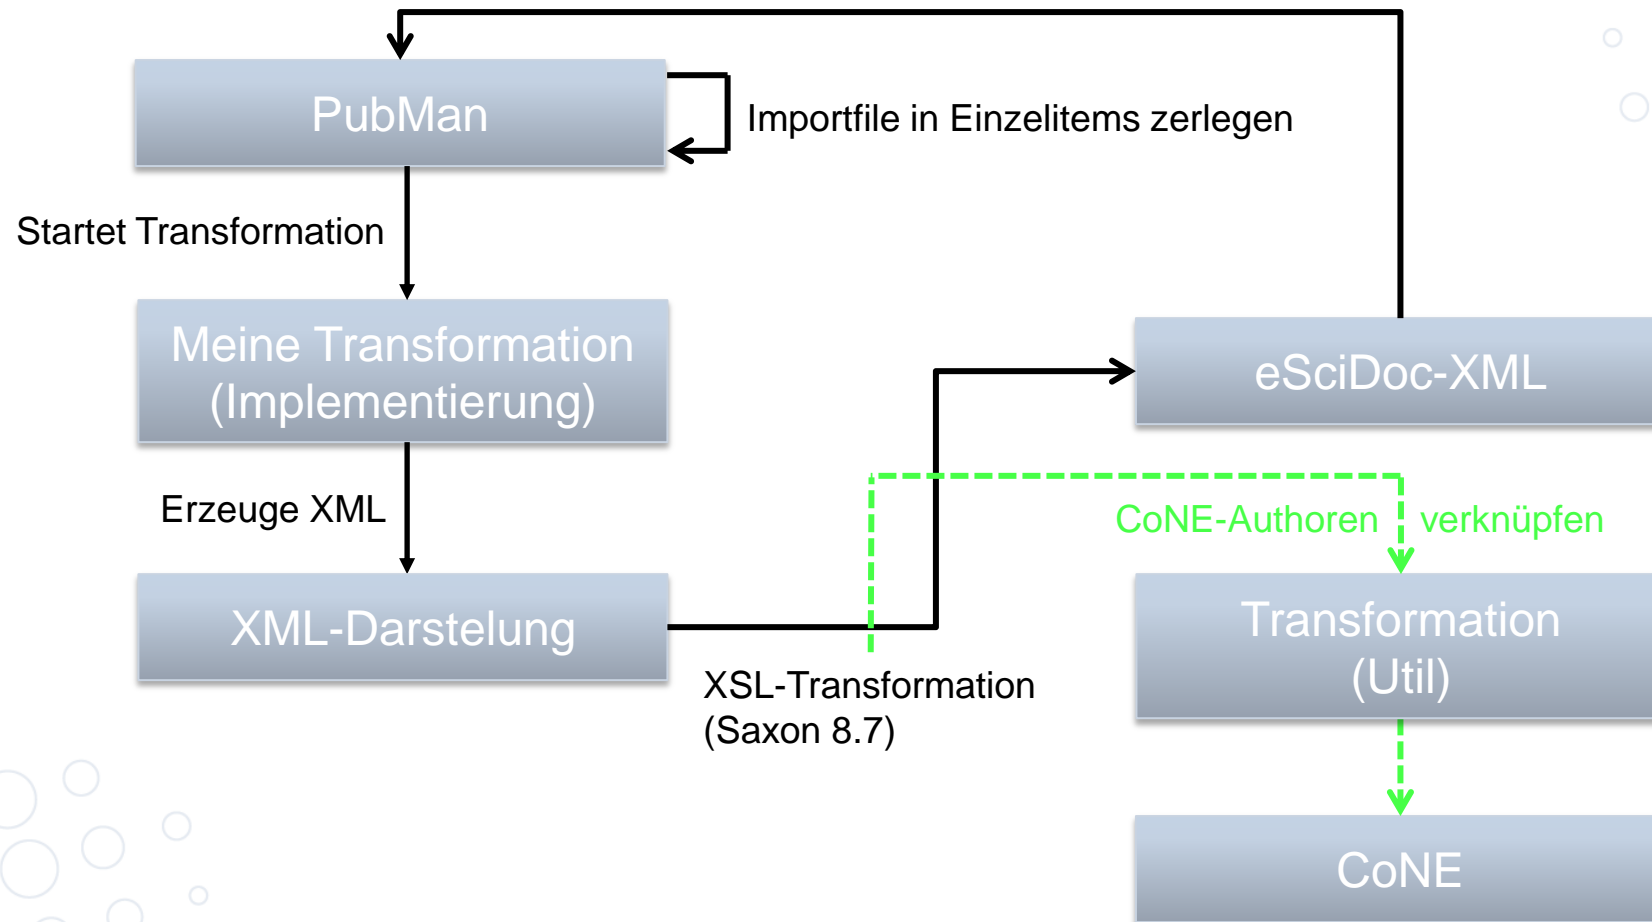 PubMan
Importfile in Einzelitems zerlegen
Startet Transformation
Meine Transformation
(Implementierung)
eSciDoc-XML
Erzeuge XML
CoNE-Authoren verknüpfen
XML-Darstelung
Transformation
(Util)
XSL-Transformation
(Saxon 8.7)
CoNE